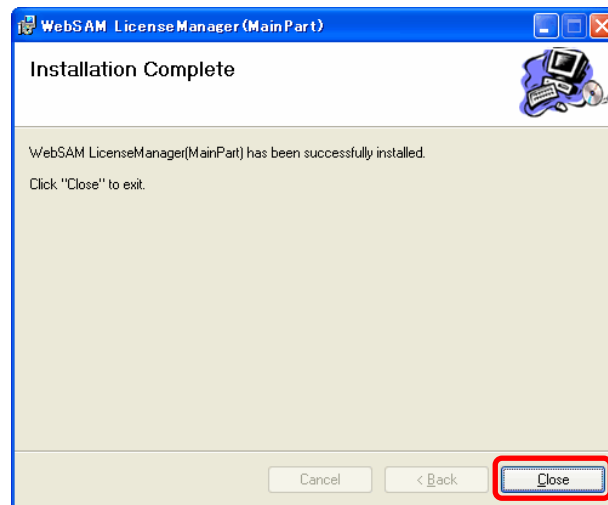 WebSAM LicenseManager(MainPart)
Installation Complete
WebSAM LicenseManager(MainPart) has been successfully installed.
Click "Close" to exit.
Cancel
< Back
Close